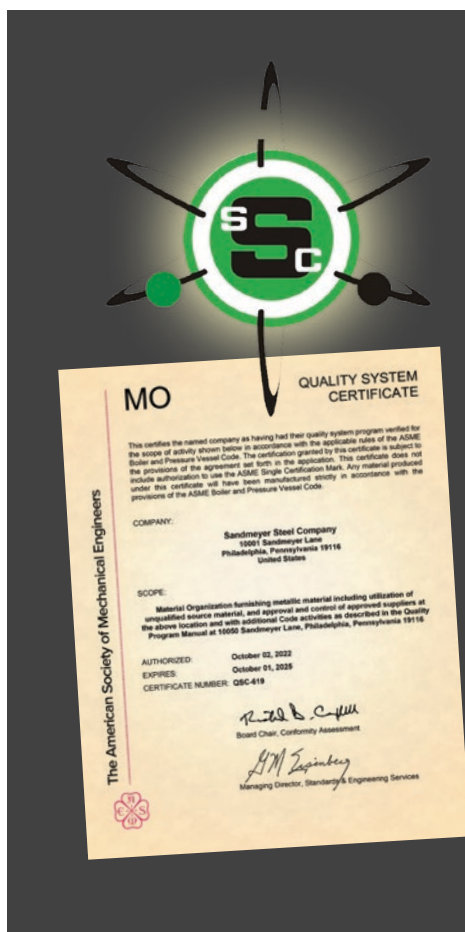 S
S
C
MO
QUALITY SYSTEM
CERTIFICATE
This certifies the named company as having had their quality system program verified for
the scope of activity shown below in accordance with the applicable rules of the ASME
Boiler and Pressure Vessel Code. The certification granted by this certificate is subject to
the provisions of the agreement set forth in the application. This certificate does not
include authorization to use the ASME Single Certification Mark. Any material produced
under this certificate will have been manufactured strictly in accordance with the
provisions of the ASME Boiler and Pressure Vessel Code.
COMPANY:
Sandmeyer Steel Company
10001 Sandmeyer Lane
Philadelphia, Pennsylvania 19116
United States
SCOPE:
Material Organization furnishing metallic material including utilization of
unqualified source material, and approval and control of approved suppliers at
the above location and with additional Code activities as described in the Quality
Program Manual at 10050 Sandmeyer Lane, Philadelphia, Pennsylvania 19116
AUTHORIZED: October 02, 2022
EXPIRES: October 01, 2025
CERTIFICATE NUMBER: QSC-619
Board Chair, Conformity Assessment
Managing Director, Standards & Engineering Services
The American Society of Mechanical Engineers